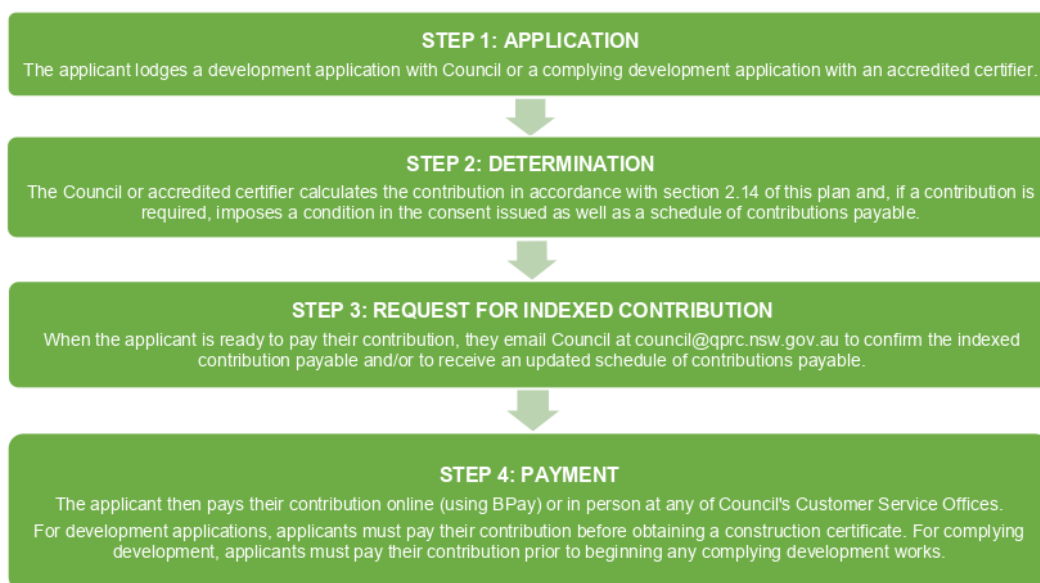 STEP 1: APPLICATION
The applicant lodges a development application with Council or a complying development application with an accredited certifier.
STEP 2: DETERMINATION
The Council or accredited certifier calculates the contribution in accordance with section 2.14 of this plan and, if a contribution is
required, imposes a condition in the consent issued as well as a schedule of contributions payable.
STEP 3: REQUEST FOR INDEXED CONTRIBUTION
When the applicant is ready to pay their contribution, they email Council at council@qprc.nsw.gov.au to confirm the indexed
contribution payable and/or to receive an updated schedule of contributions payable.
STEP 4: PAYMENT
The applicant then pays their contribution online (using BPay) or in person at any of Council's Customer Service Offices.
For development applications, applicants must pay their contribution before obtaining a construction certificate. For complying
development, applicants must pay their contribution prior to beginning any complying development works.